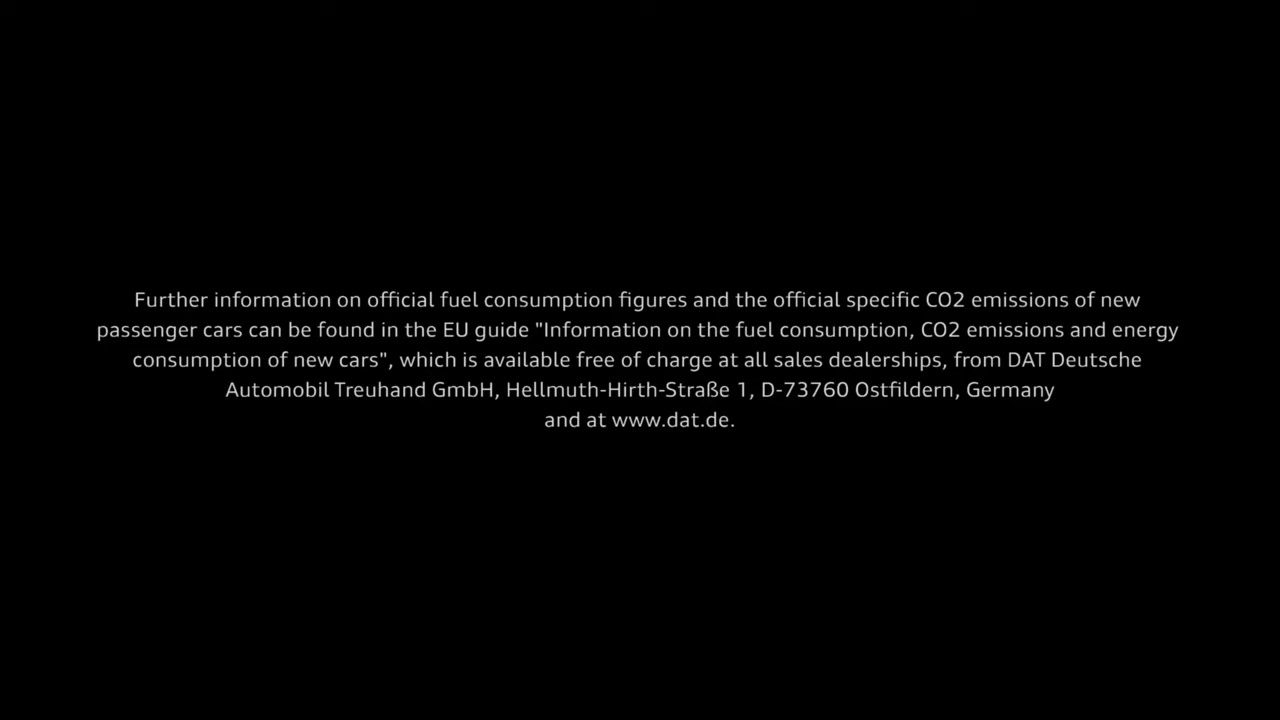 Further information on official fuel consumption figures and the official specific CO2 emissions of new
passenger cars can be found in the EU guide "Information on the fuel consumption, CO2 emissions and energy
consumption of new cars", which is available free of charge at all sales dealerships, from DAT Deutsche
Automobil Treuhand GmbH, Hellmuth-Hirth-Straße 1, D-73760 Ostfildern, Germany
and at www.dat.de.